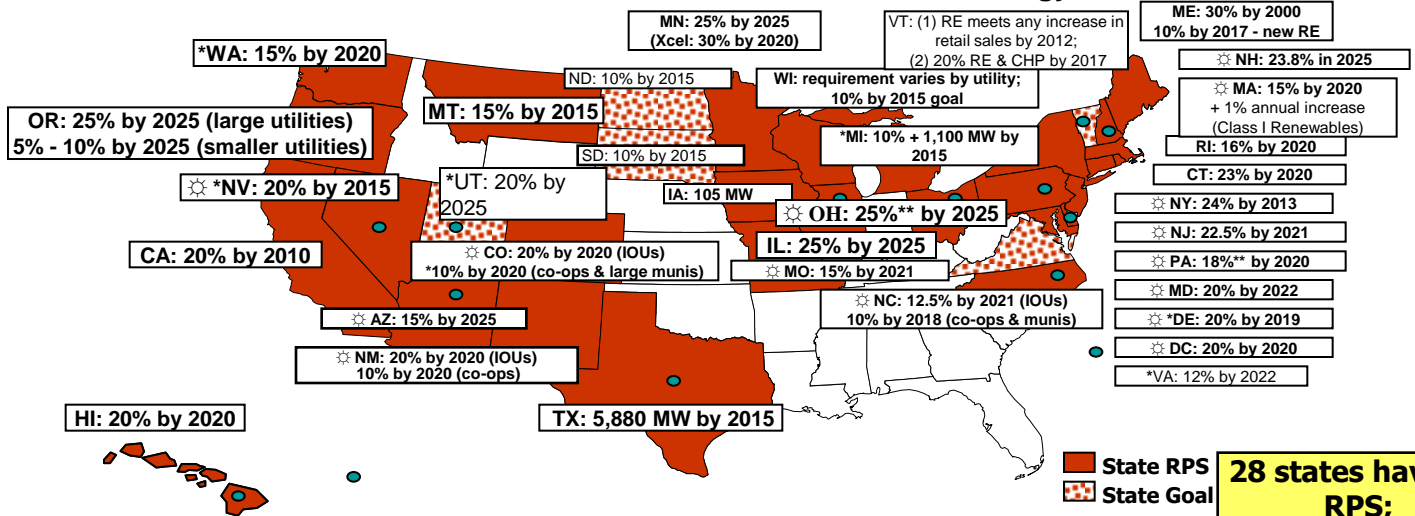 MN: 25% by 2025
(Xcel: 30% by 2020)
VT: (1) RE meets any increase in
retail sales by 2012;
(2) 20% RE & CHP by 2017
ME: 30% by 2000
10% by 2017 - new RE
*WA: 15% by 2020
☼ NH: 23.8% in 2025
ND: 10% by 2015
WI: requirement varies by utility;
10% by 2015 goal
☼ MA: 15% by 2020
+ 1% annual increase
(Class I Renewables)
MT: 15% by 2015
OR: 25% by 2025 (large utilities)
5% - 10% by 2025 (smaller utilities)
*MI: 10% + 1,100 MW by
2015
RI: 16% by 2020
SD: 10% by 2015
CT: 23% by 2020
☼ *NV: 20% by 2015
*UT: 20% by
2025
IA: 105 MW
☼ OH: 25%** by 2025
☼ NY: 24% by 2013
☼ NJ: 22.5% by 2021
CA: 20% by 2010
☼ CO: 20% by 2020 (IOUs)
*10% by 2020 (co-ops & large munis)
IL: 25% by 2025
☼ MO: 15% by 2021
☼ PA: 18%** by 2020
☼ MD: 20% by 2022
☼ NC: 12.5% by 2021 (IOUs)
10% by 2018 (co-ops & munis)
☼ AZ: 15% by 2025
☼ *DE: 20% by 2019
☼ DC: 20% by 2020
☼ NM: 20% by 2020 (IOUs)
10% by 2020 (co-ops)
*VA: 12% by 2022
HI: 20% by 2020
TX: 5,880 MW by 2015
State RPS
State Goal
28 states hav
RPS;